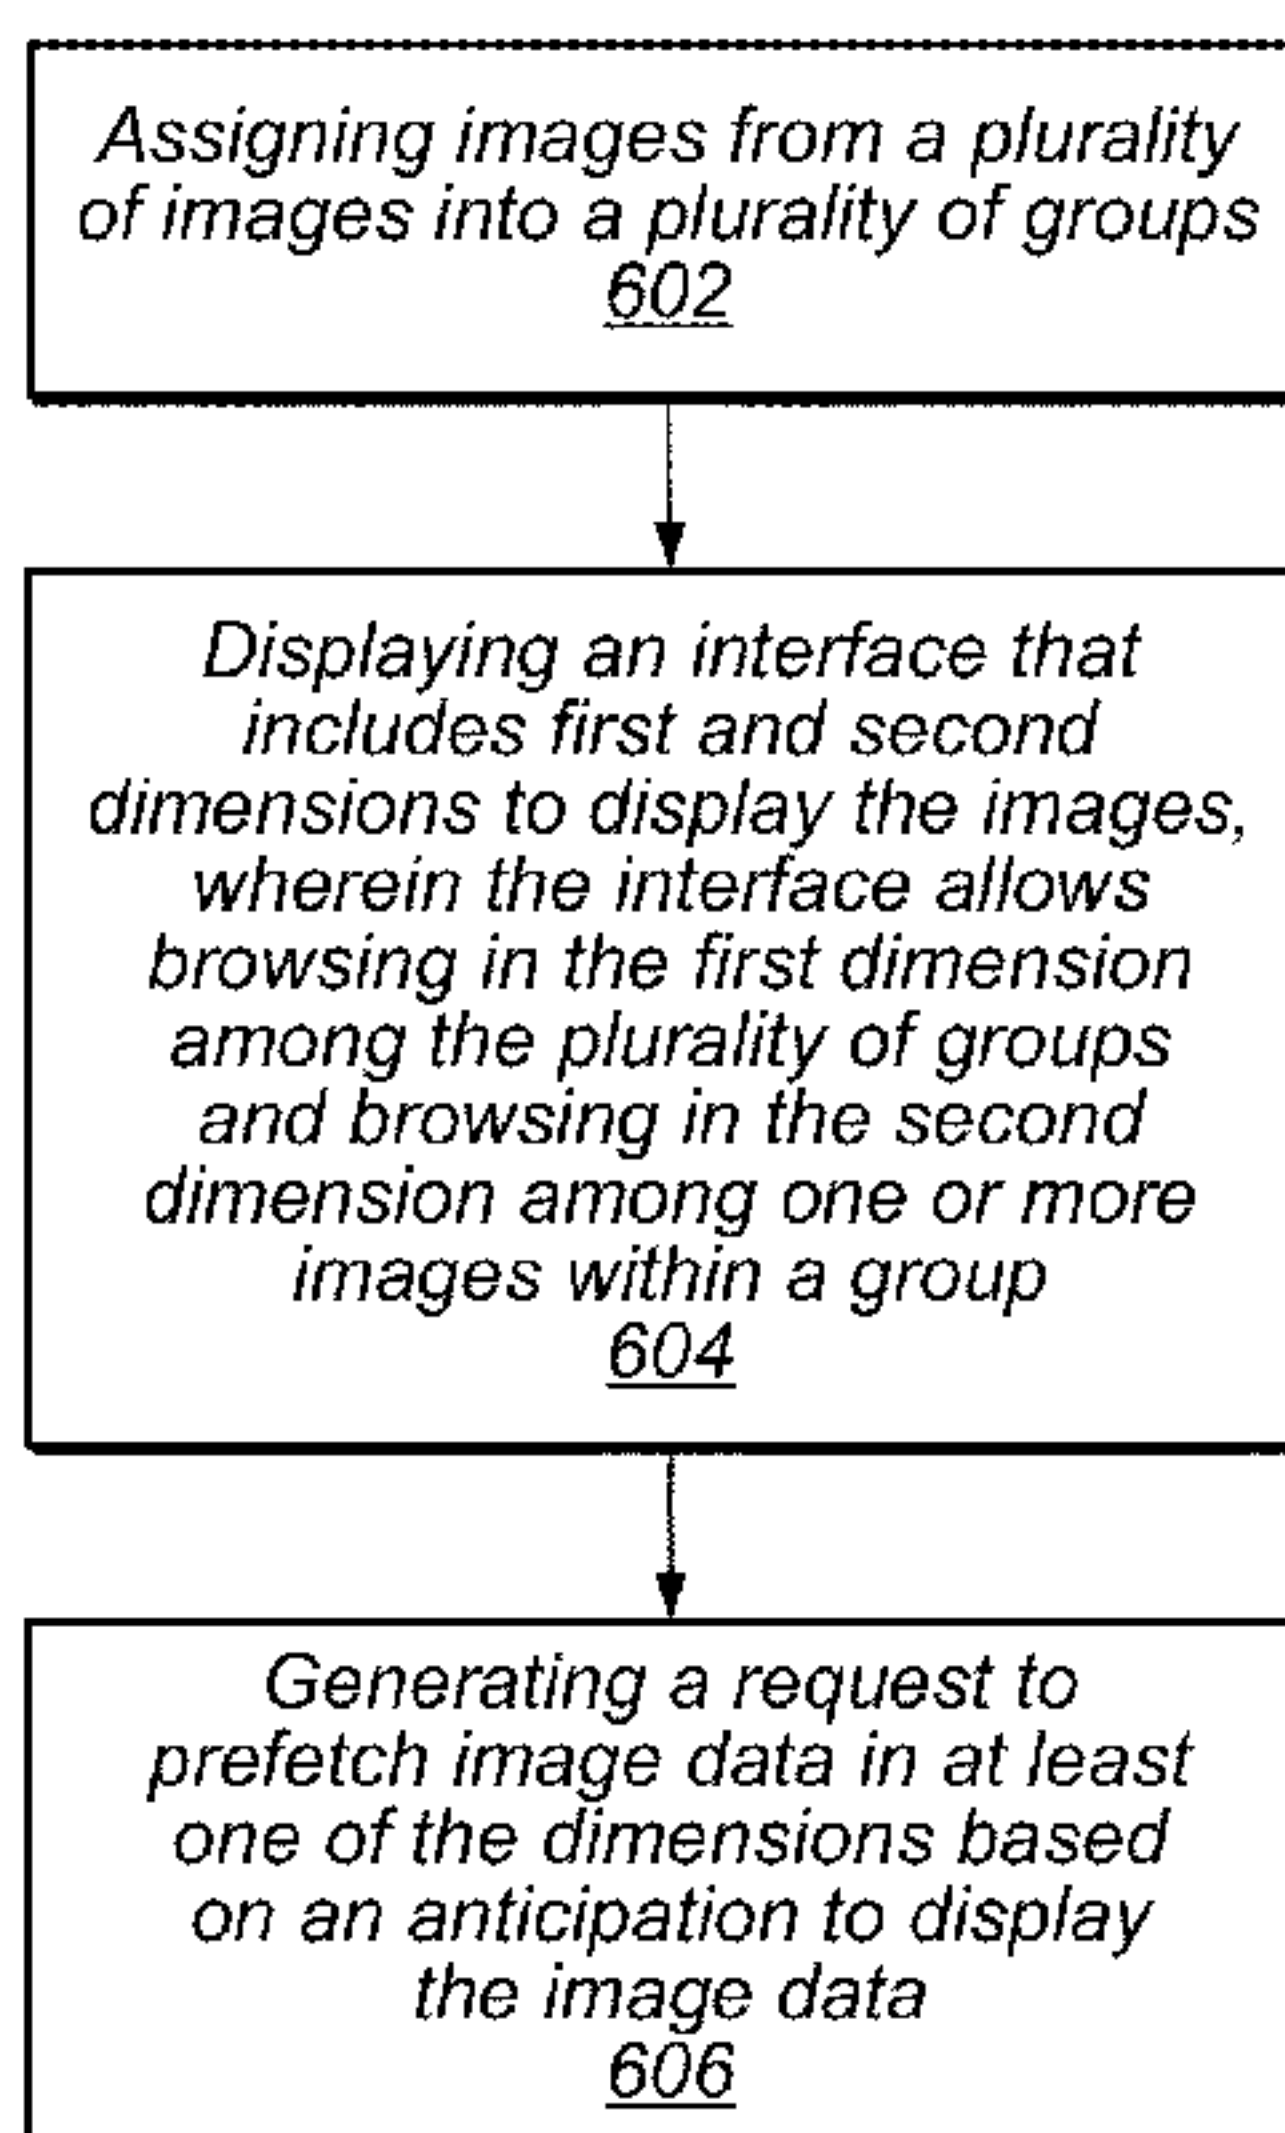 Assigning images from a plurality
of images into a plurality of groups
602
Displaying an interface that
includes first and second
dimensions to display the images,
wherein the interface allows
browsing in the first dimension
among the plurality of groups
and browsing in the second
dimension among one or more
images within a group
604
Generating a request to
prefetch image data in at least
one of the dimensions based
on an anticipation to display
the image data
606